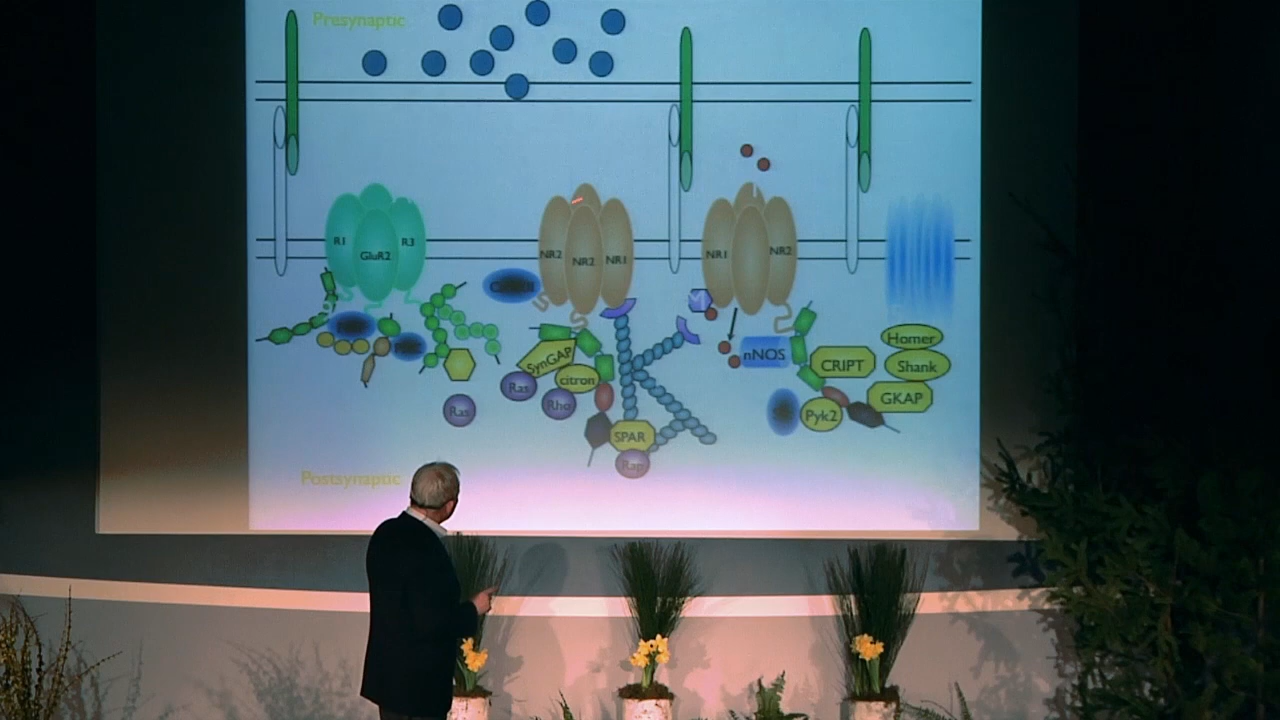 Presynaptic
R1
GluR2
R3
NR2
NR2
NR1
NR1
NR2
nNOS
SynGAP
citron
Ras
Rho
Ras
SPAR
Rap
CRIPT
Pyk2
Homer
Shank
GKAP
Postsynaptic